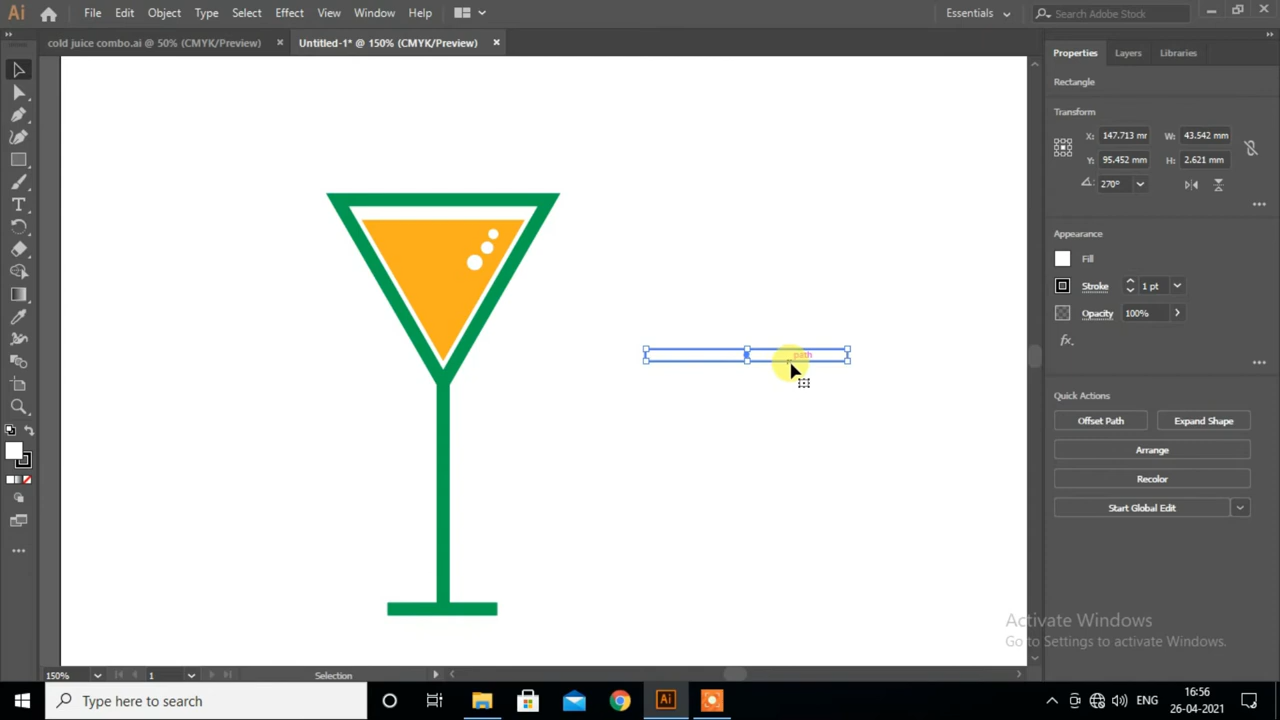 Ai File Edit Object Type Select Effect View Window Help Essentials Search Adobe Stock
cold juice combo.ai @ 50% (CMYK/Preview) × Untitled-1* @ 150% (CMYK/Preview) ×
Properties Layers Libraries
Rectangle
Transform
X: 147.713 mr W: 43.542 mm
Y: 95.452 mm H: 2.621 mm
270°
Appearance
Fill
Stroke 1 pt
Opacity 100%
fx.
path
Quick Actions
Offset Path Expand Shape
Arrange
Recolor
Start Global Edit
Activate Windows
Go to Settings to activate Windows.
150% 1 Selection
Type here to search Ai ENG 16:56
26-04-2021